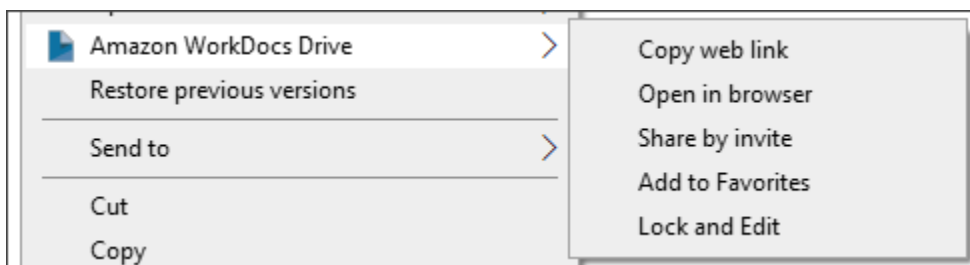 Amazon WorkDocs Drive
Restore previous versions
Send to
Cut
Copy
Copy web link
Open in browser
Share by invite
Add to Favorites
Lock and Edit